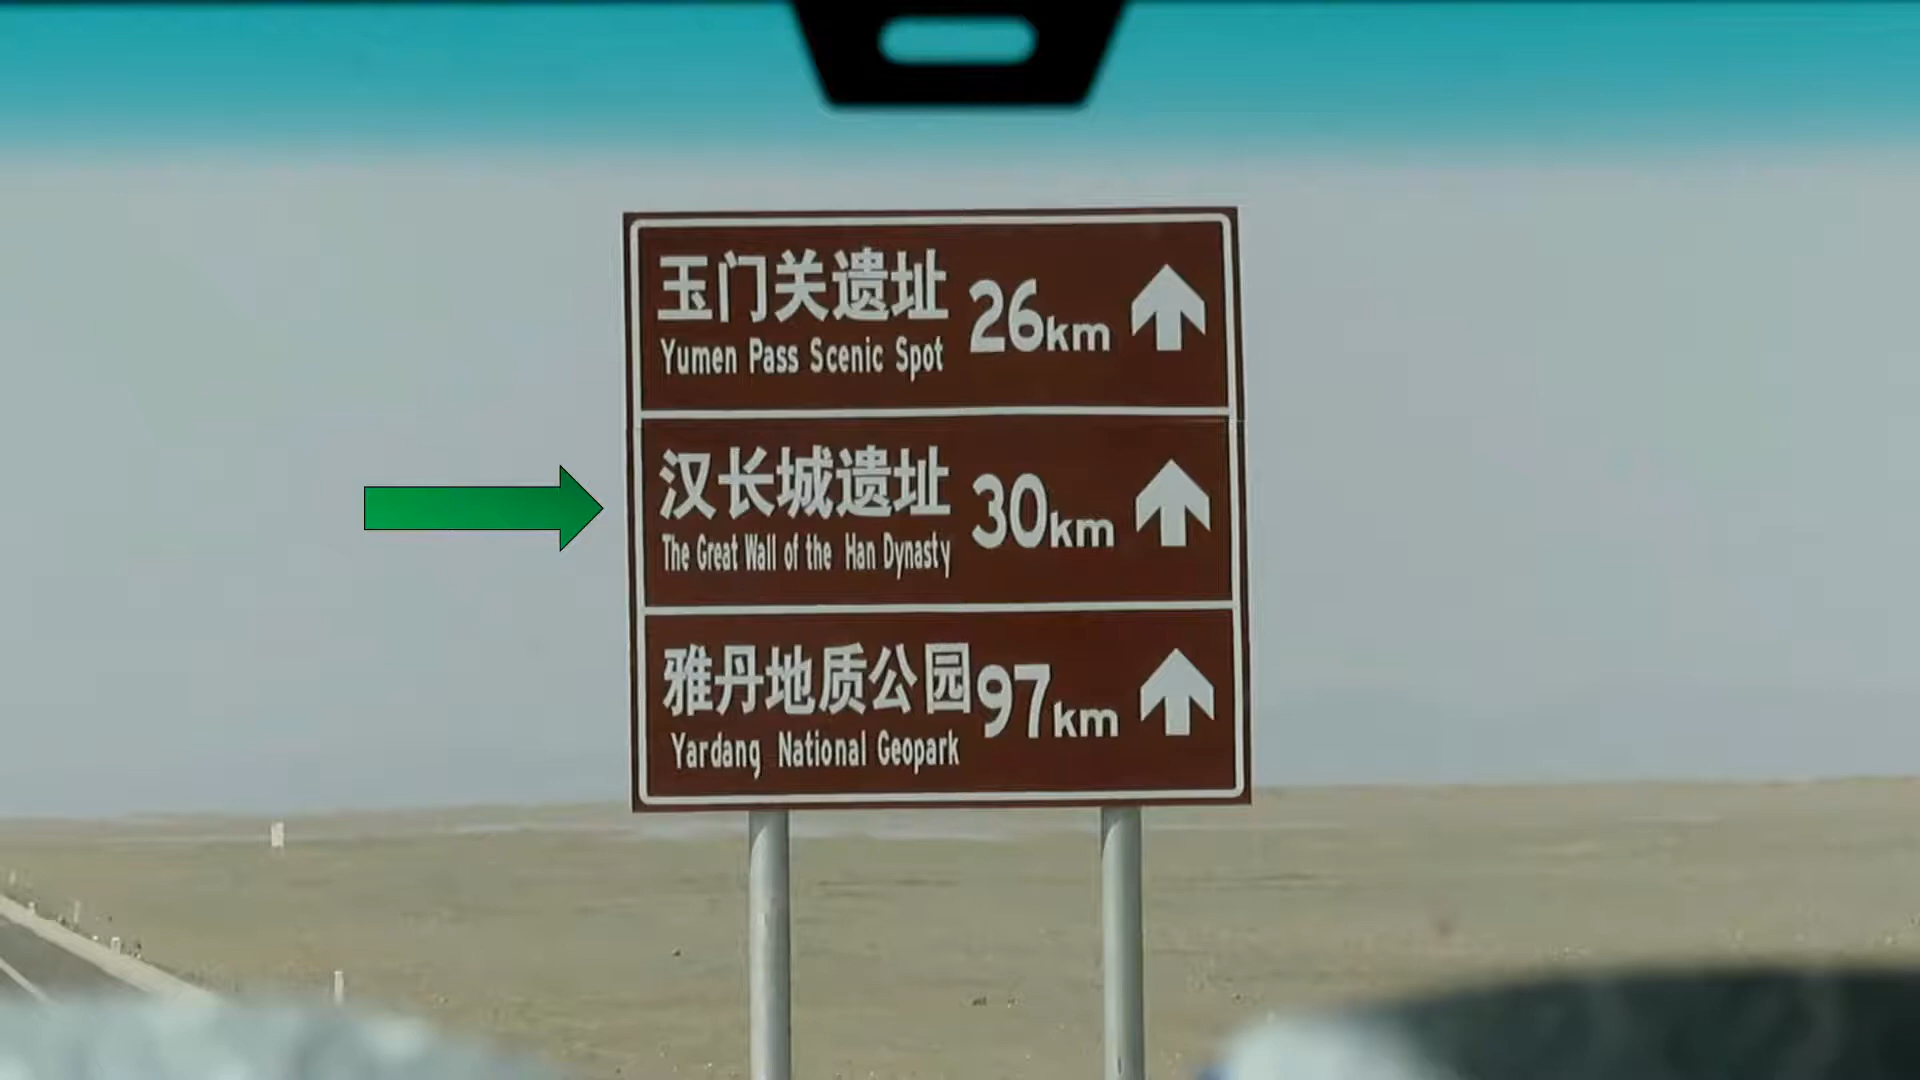 玉门关遗址 26km
Yumen Pass Scenic Spot
汉长城遗址 30km
The Great Wall of the Han Dynasty
雅丹地质公园 97km
Yardang National Geopark